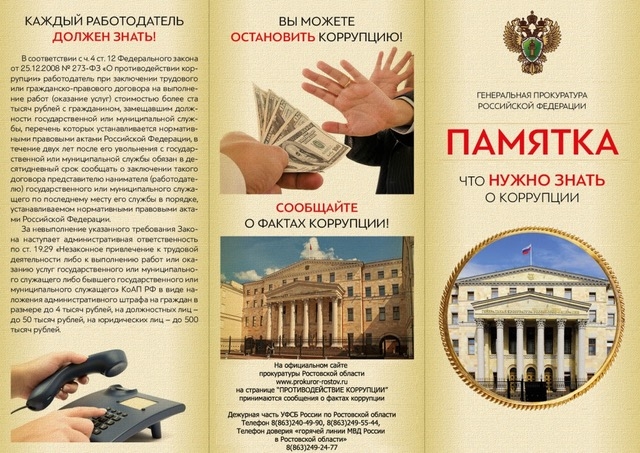 КАЖДЫЙ РАБОТОДАТЕЛЬ
ДОЛЖЕН ЗНАТЬ!
В соответствии с ч. 4 ст. 12 Федерального закона
от 25.12.2008 № 273-ФЗ «О противодействии кор-
рупции» работодатель при заключении трудового
или гражданско-правового договора на выполне-
ние работ (оказание услуг) стоимостью более ста
тысяч рублей с гражданином, замещавшим долж-
ности государственной или муниципальной служ-
бы, перечень которых устанавливается норматив-
ными правовыми актами Российской Федерации, в
течение двух лет после его увольнения с государс-
твенной или муниципальной службы обязан в де-
сятидневный срок сообщать о заключении такого
договора представителю нанимателя (работодате-
лю) государственного или муниципального служа-
щего по последнему месту его службы в порядке,
устанавливаемом нормативными правовыми акта-
ми Российской Федерации.
За невыполнение указанного требования Зако-
на наступает административная ответственность
по ст. 19.29 «Незаконное привлечение к трудовой
деятельности либо к выполнению работ или ока-
занию услуг государственного или муниципально-
го служащего либо бывшего государственного или
муниципального служащего» КоАП РФ в виде на-
ложения административного штрафа на граждан в
размере до 4 тысяч рублей, на должностных лиц –
до 50 тысяч рублей, на юридических лиц – до 500
тысяч рублей.
ВЫ МОЖЕТЕ
ОСТАНОВИТЬ КОРРУПЦИЮ!
СООБЩАЙТЕ
О ФАКТАХ КОРРУПЦИИ!
На официальном сайте
прокуратуры Ростовской области
www.prokuror-rostov.ru
на странице "ПРОТИВОДЕЙСТВИЕ КОРРУПЦИИ"
принимаются сообщения о фактах коррупции
Дежурная часть УФСБ России по Ростовской области
Телефон 8(863)240-49-90, 8(863)249-55-44,
Телефон доверия «горячей линии МВД России
в Ростовской области»
8(863)249-24-77
ГЕНЕРАЛЬНАЯ ПРОКУРАТУРА
РОССИЙСКОЙ ФЕДЕРАЦИИ
ПАМЯТКА
ЧТО НУЖНО ЗНАТЬ
О КОРРУПЦИИ